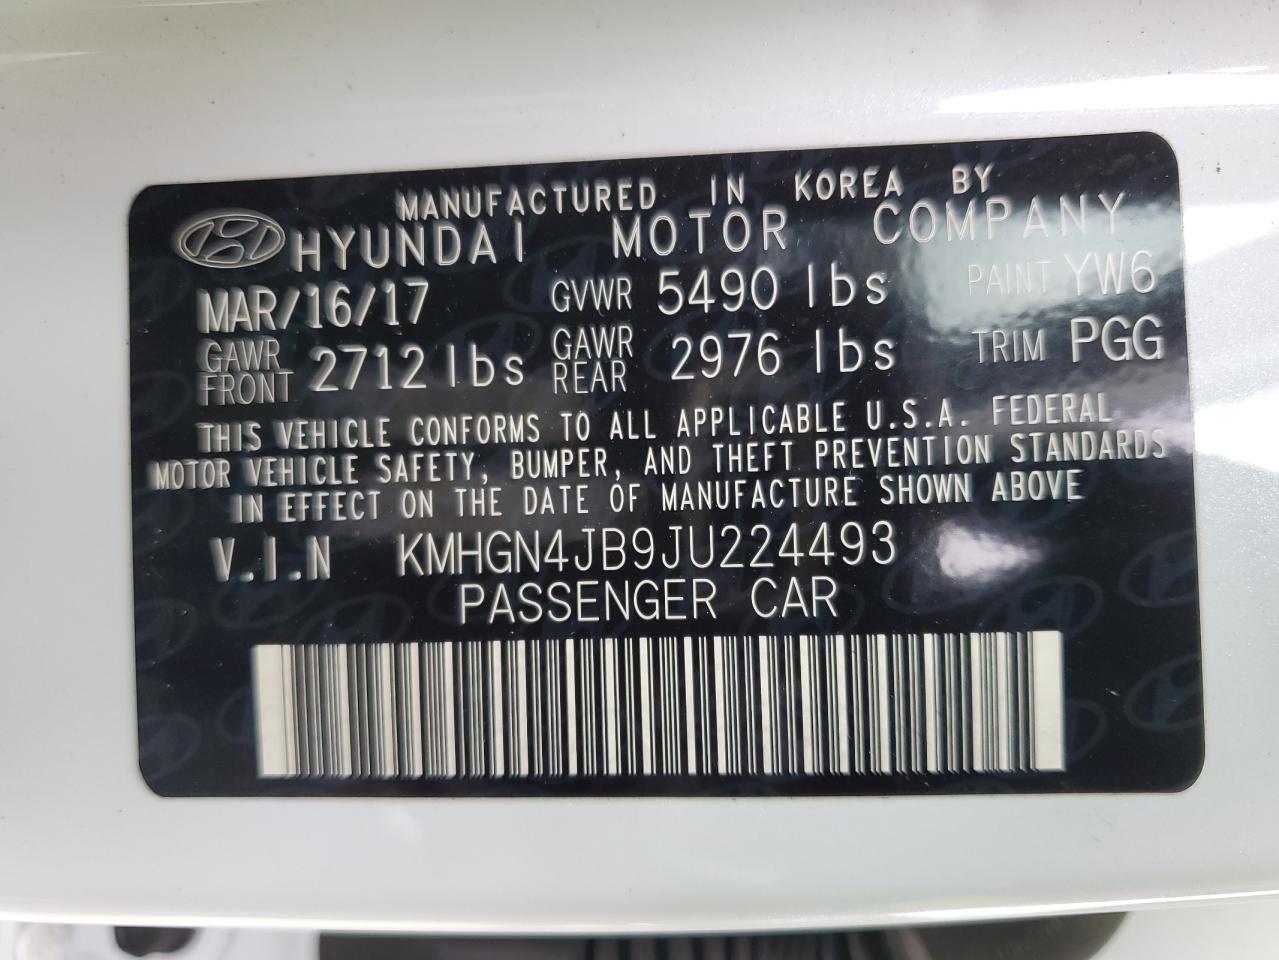 MANUFACTURED IN KOREA BY
HYUNDAI MOTOR COMPANY
MAR/16/17 GVWR 5490 lbs PAINT YW6
GAWR FRONT 2712 lbs GAWR REAR 2976 lbs TRIM PGG
THIS VEHICLE CONFORMS TO ALL APPLICABLE U.S.A. FEDERAL
MOTOR VEHICLE SAFETY, BUMPER, AND THEFT PREVENTION STANDARDS
IN EFFECT ON THE DATE OF MANUFACTURE SHOWN ABOVE
V.I.N KMHGN4JB9JU224493
PASSENGER CAR